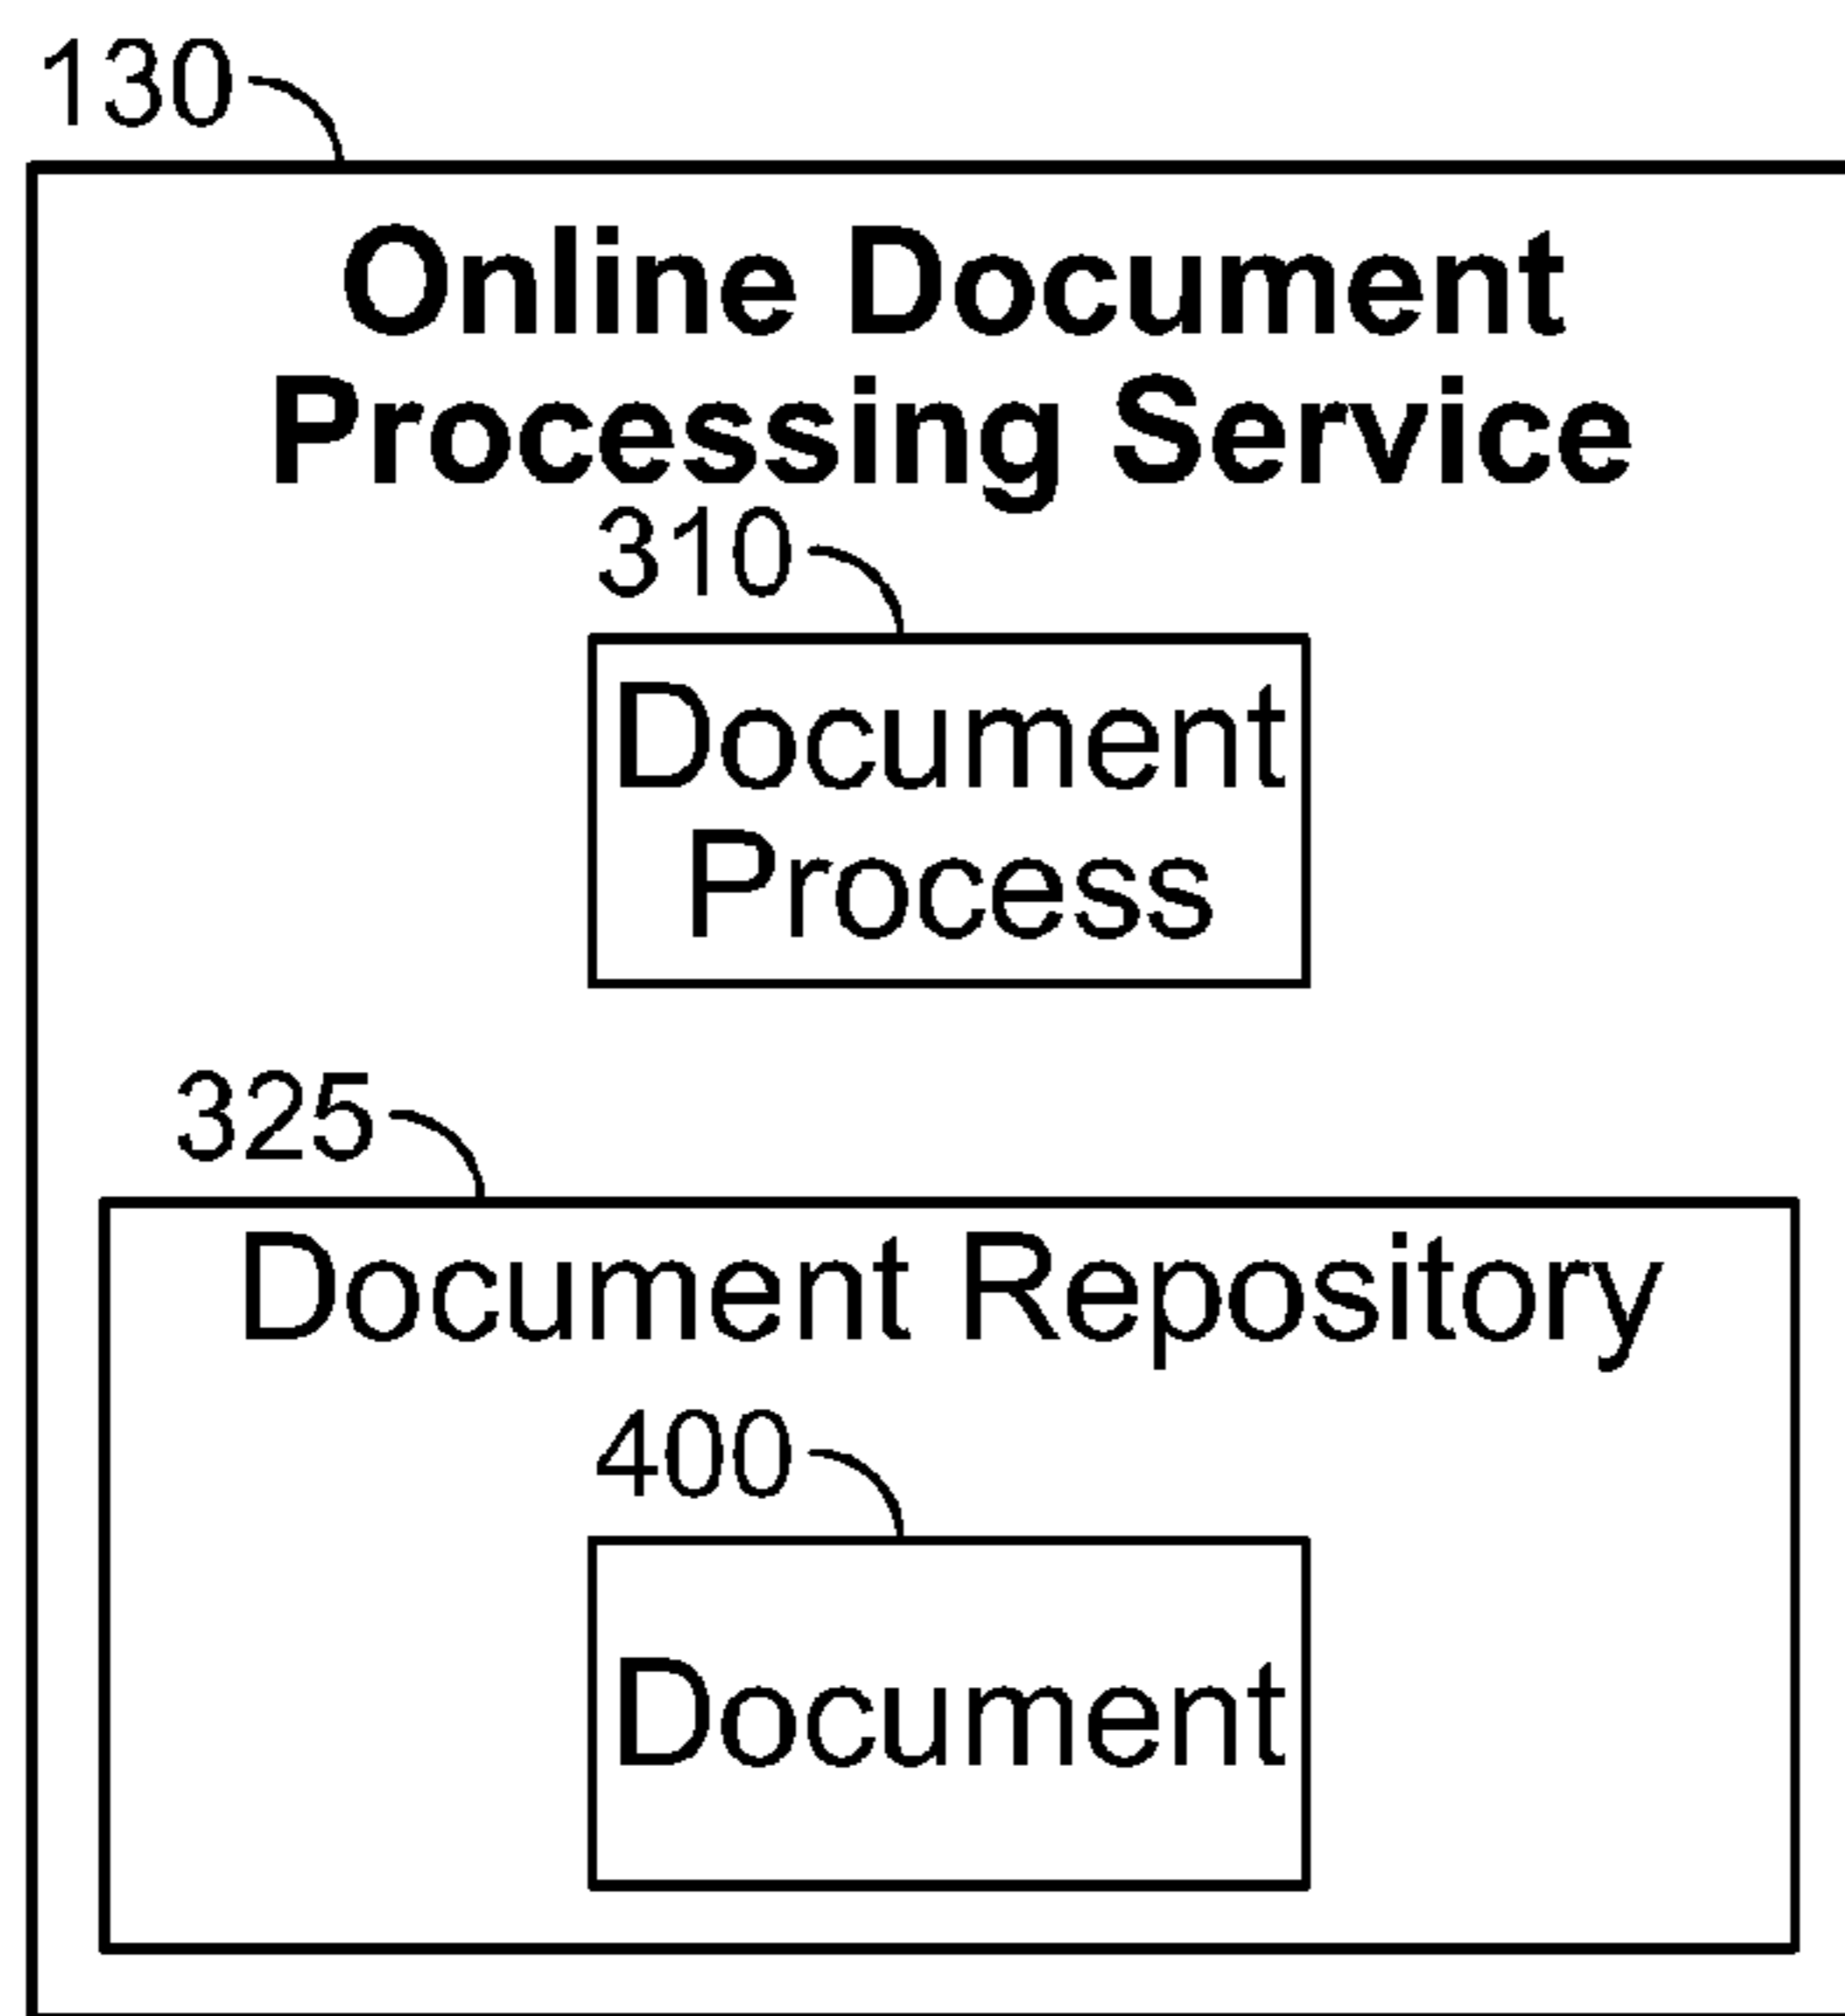 130
Online Document
Processing Service
310
Document
Process
325
Document Repository
400
Document